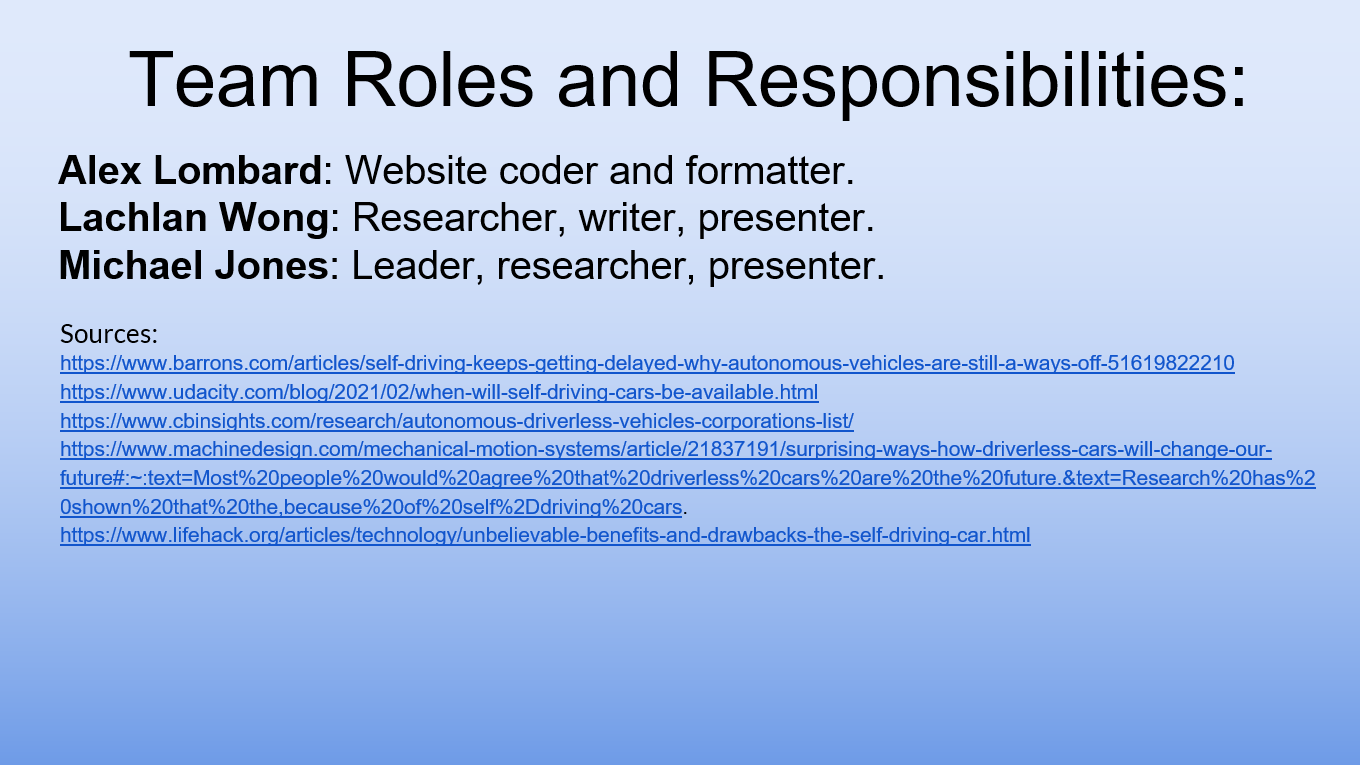 Team Roles and Responsibilities:
Alex Lombard: Website coder and formatter.
Lachlan Wong: Researcher, writer, presenter.
Michael Jones: Leader, researcher, presenter.
Sources:
https://www.barrons.com/articles/self-driving-keeps-getting-delayed-why-autonomous-vehicles-are-still-a-ways-off-51619822210
https://www.udacity.com/blog/2021/02/when-will-self-driving-cars-be-available.html
https://www.cbinsights.com/research/autonomous-driverless-vehicles-corporations-list/
https://www.machinedesign.com/mechanical-motion-systems/article/21837191/surprising-ways-how-driverless-cars-will-change-our-
future#:~:text=Most%20people%20would%20agree%20that%20driverless%20cars%20are%20the%20future.&text=Research%20has%2
0shown%20that%20the,because%20of%20self%2Ddriving%20cars.
https://www.lifehack.org/articles/technology/unbelievable-benefits-and-drawbacks-the-self-driving-car.html